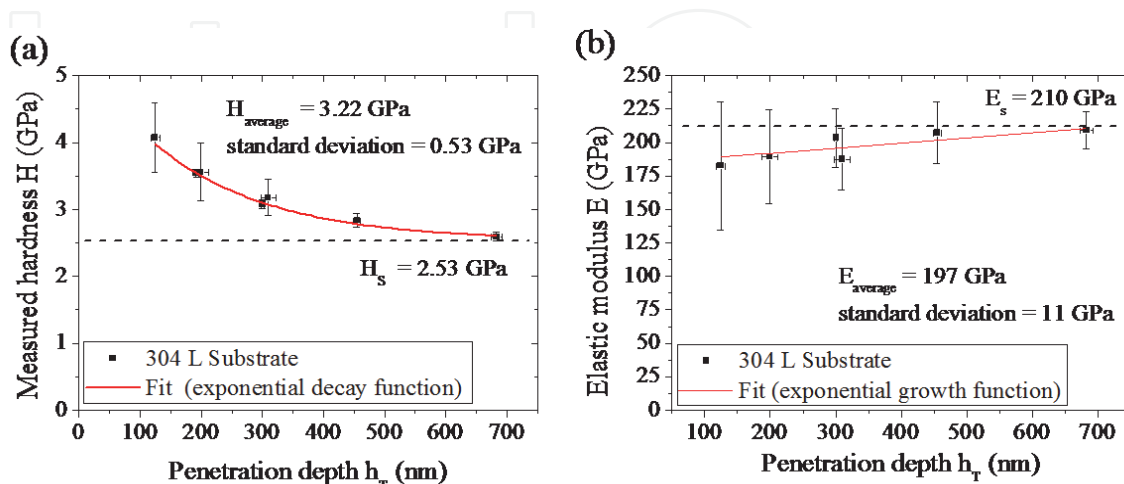 (a)
5
4
3
2
1
0
Measured hardness H (GPa)
H_average = 3.22 GPa
standard deviation = 0.53 GPa
H_S = 2.53 GPa
304 L Substrate
Fit (exponential decay function)
0 100 200 300 400 500 600 700
Penetration depth h_T (nm)
(b)
250
225
200
175
150
125
100
75
50
25
0
Elastic modulus E (GPa)
E_s = 210 GPa
E_average = 197 GPa
standard deviation = 11 GPa
304 L Substrate
Fit (exponential growth function)
100 200 300 400 500 600 700
Penetration depth h_T (nm)